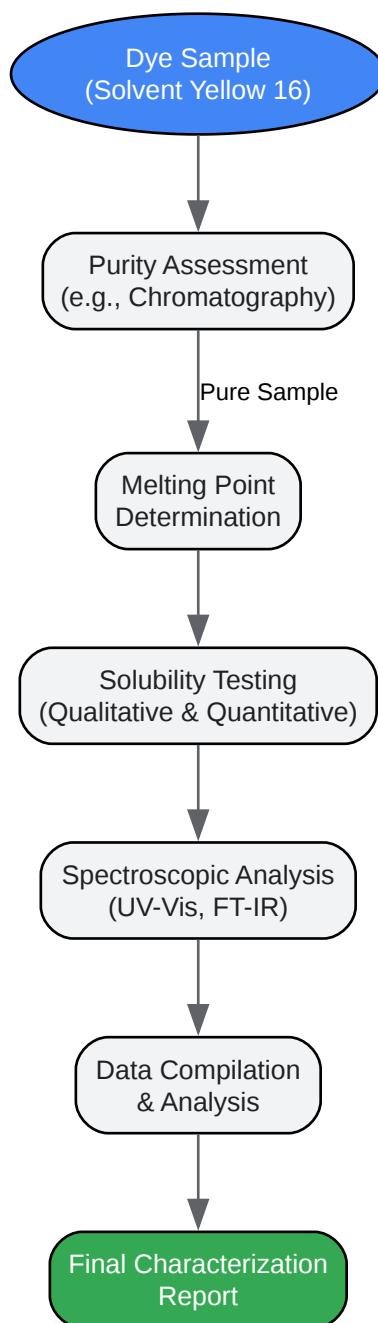 Dye Sample
(Solvent Yellow 16)
Purity Assessment
(e.g., Chromatography)
Pure Sample
Melting Point
Determination
Solubility Testing
(Qualitative & Quantitative)
Spectroscopic Analysis
(UV-Vis, FT-IR)
Data Compilation
& Analysis
Final Characterization
Report